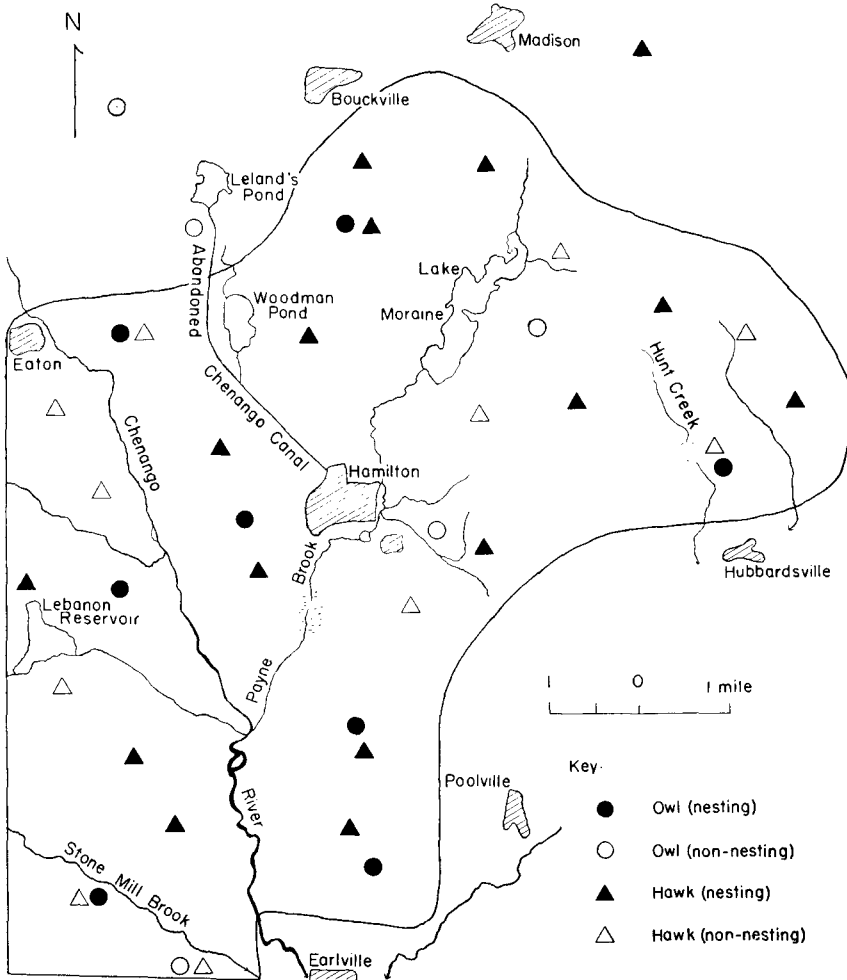 N
Madison
Bouckville
Leland's
Pond
Abandoned
Lake
Woodman
Pond
Moraine
Eaton
Hunt Creek
Chenango Canal
Chenango
Hamilton
Brook
Hubbardsville
Lebanon
Reservoir
Payne
1 0 1 mile
River
Poolville
Key
Owl (nesting)
Owl (non-nesting)
Hawk (nesting)
Hawk (non-nesting)
Stone Mill Brook
Earlville